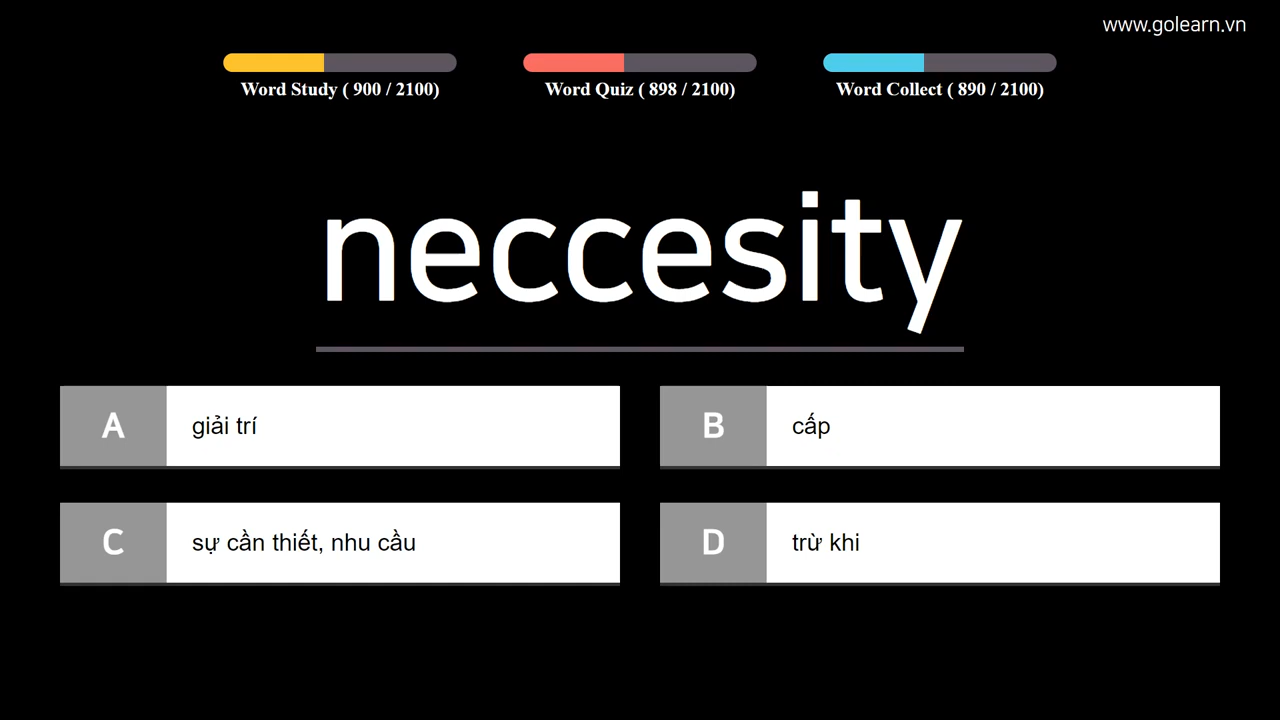 www.golearn.vn
Word Study ( 900 / 2100)
Word Quiz ( 898 / 2100)
Word Collect ( 890 / 2100)
neccesity
A giải trí
B cấp
C sự cần thiết, nhu cầu
D trừ khi